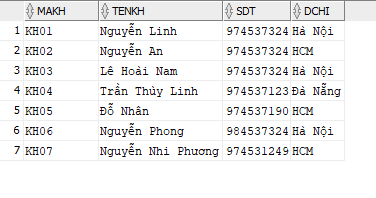 MAKH TENKH SDT DCHI
1 KH01 Nguyễn Linh 974537324 Hà Nội
2 KH02 Nguyễn An 974537324 HCM
3 KH03 Lê Hoài Nam 974537324 Hà Nội
4 KH04 Trần Thùy Linh 974537123 Đà Nẵng
5 KH05 Đỗ Nhân 974537190 HCM
6 KH06 Nguyễn Phong 984537324 Hà Nội
7 KH07 Nguyễn Nhi Phương 974531249 HCM